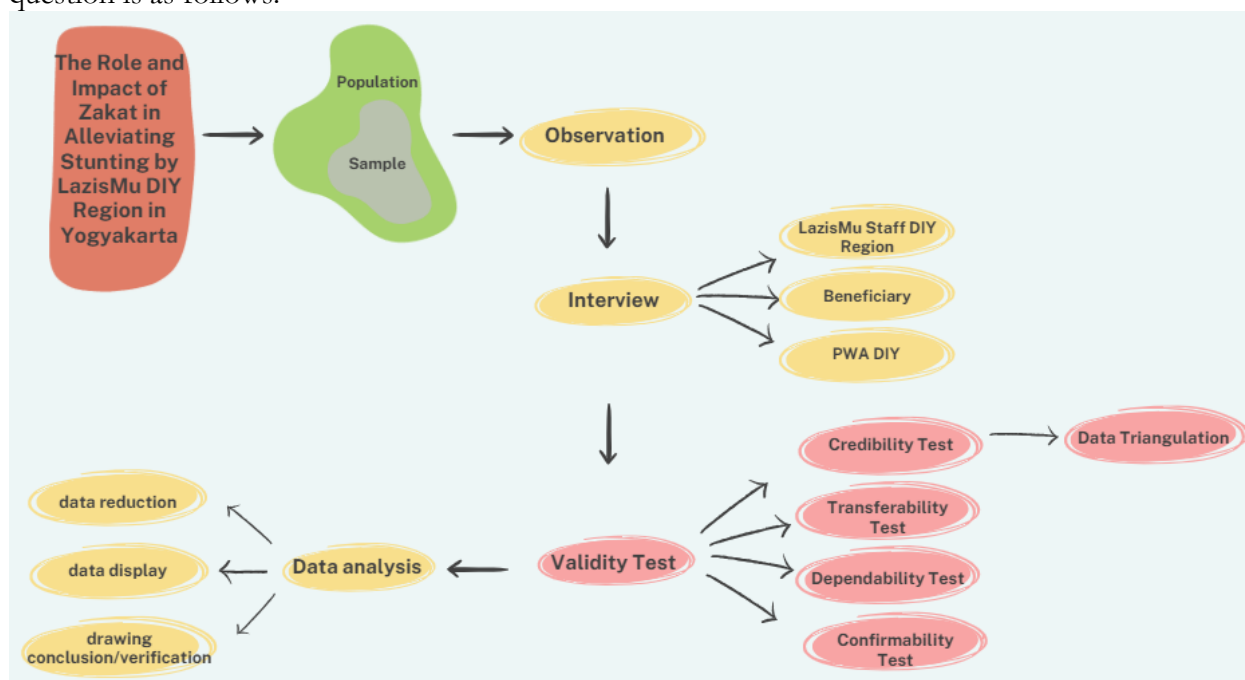 question is as follows:
The Role and
Impact of
Zakat in
Alleviating
Stunting by
LazisMu DIY
Region in
Yogyakarta
Population
Sample
Observation
Interview
LazisMu Staff DIY
Region
Beneficiary
PWA DIY
Validity Test
Credibility Test
Data Triangulation
Transferability
Test
Dependability Test
Confirmability
Test
Data analysis
data reduction
data display
drawing
conclusion/verification